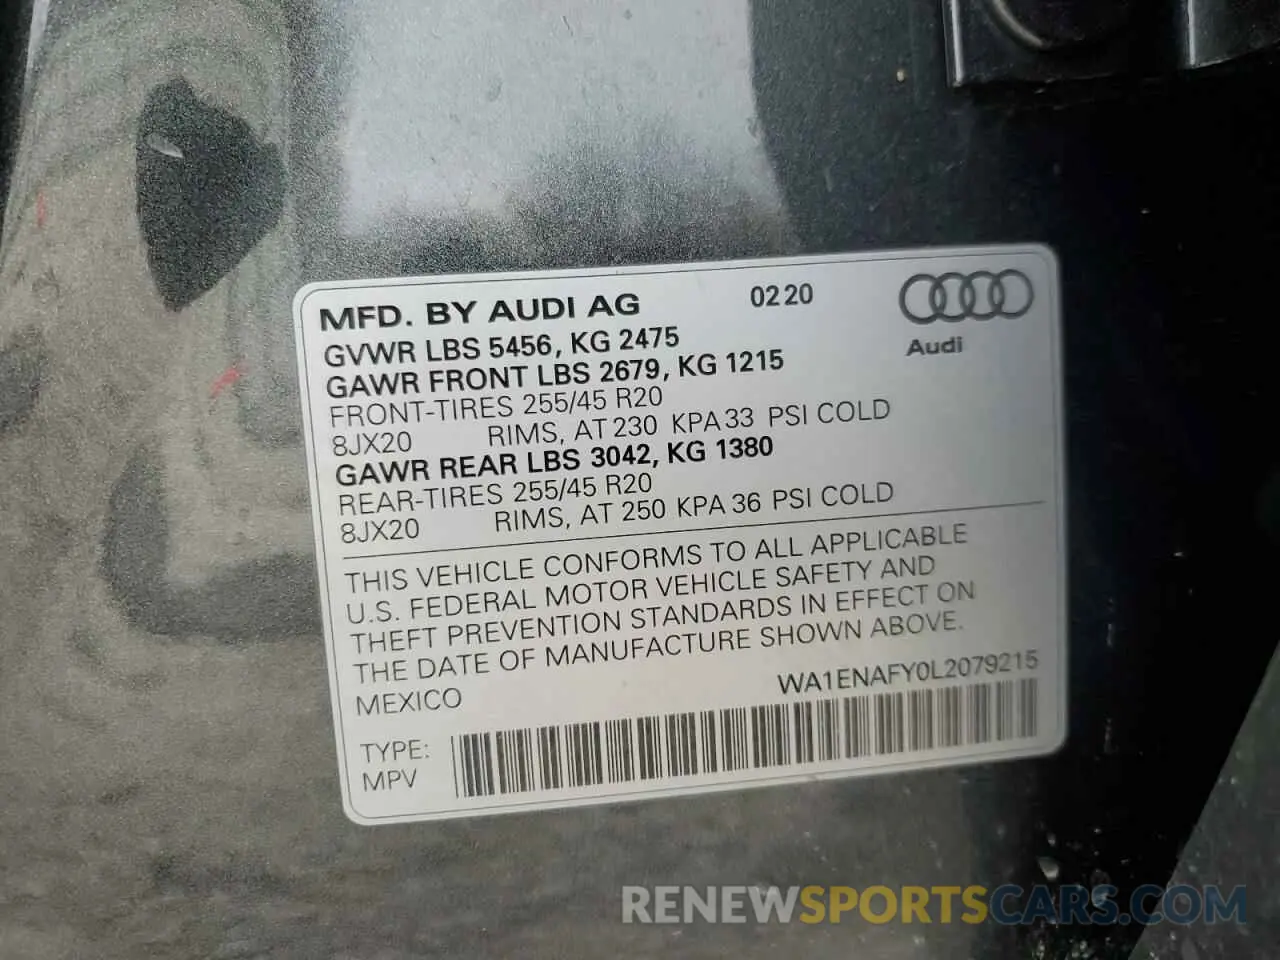 MFD. BY AUDI AG 0220
Audi
GVWR LBS 5456, KG 2475
GAWR FRONT LBS 2679, KG 1215
FRONT-TIRES 255/45 R20
8JX20 RIMS, AT 230 KPA 33 PSI COLD
GAWR REAR LBS 3042, KG 1380
REAR-TIRES 255/45 R20
8JX20 RIMS, AT 250 KPA 36 PSI COLD
THIS VEHICLE CONFORMS TO ALL APPLICABLE
U.S. FEDERAL MOTOR VEHICLE SAFETY AND
THEFT PREVENTION STANDARDS IN EFFECT ON
THE DATE OF MANUFACTURE SHOWN ABOVE.
MEXICO WA1ENAFY0L2079215
TYPE:
MPV
RENEWSPORTSCARS.COM